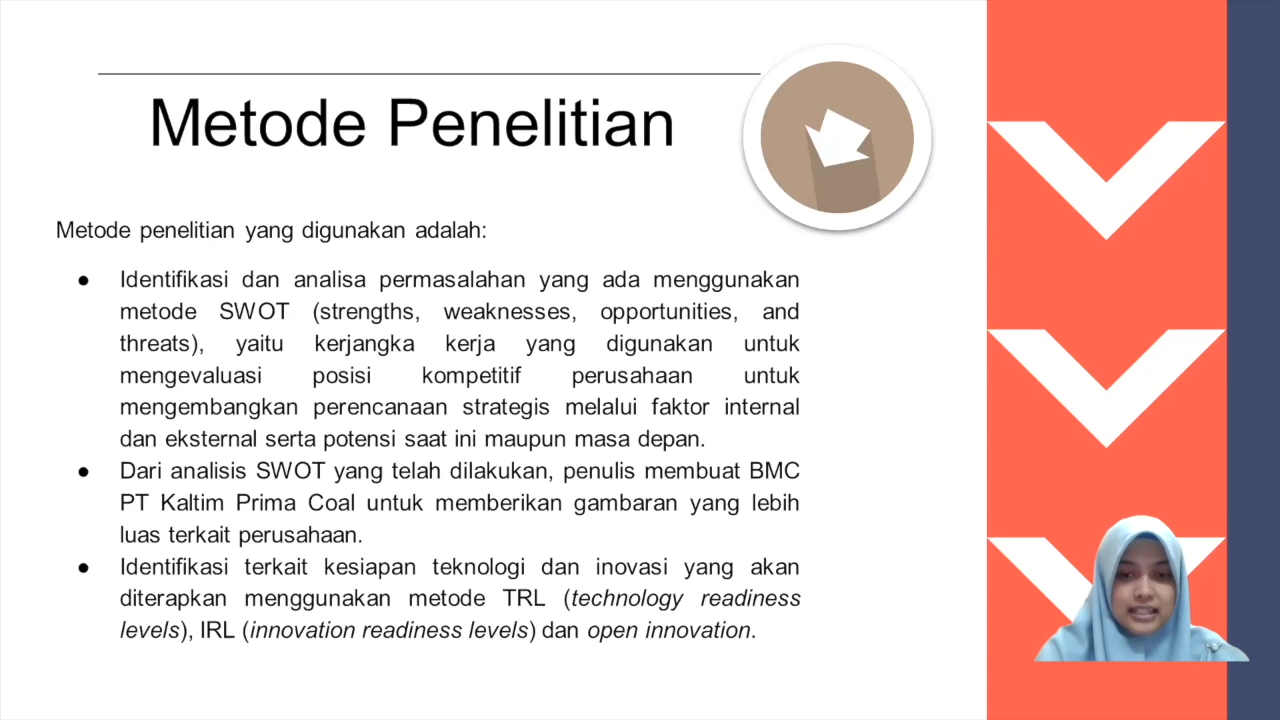 Metode Penelitian
Metode penelitian yang digunakan adalah:
● Identifikasi dan analisa permasalahan yang ada menggunakan
metode SWOT (strengths, weaknesses, opportunities, and
threats), yaitu kerjangka kerja yang digunakan untuk
mengevaluasi posisi kompetitif perusahaan untuk
mengembangkan perencanaan strategis melalui faktor internal
dan eksternal serta potensi saat ini maupun masa depan.
● Dari analisis SWOT yang telah dilakukan, penulis membuat BMC
PT Kaltim Prima Coal untuk memberikan gambaran yang lebih
luas terkait perusahaan.
● Identifikasi terkait kesiapan teknologi dan inovasi yang akan
diterapkan menggunakan metode TRL (technology readiness
levels), IRL (innovation readiness levels) dan open innovation.